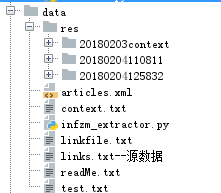 data
res
20180203context
20180204110811
20180204125832
articles.xml
context.txt
infzm_extractor.py
linkfile.txt
links.txt--源数据
readMe.txt
test.txt